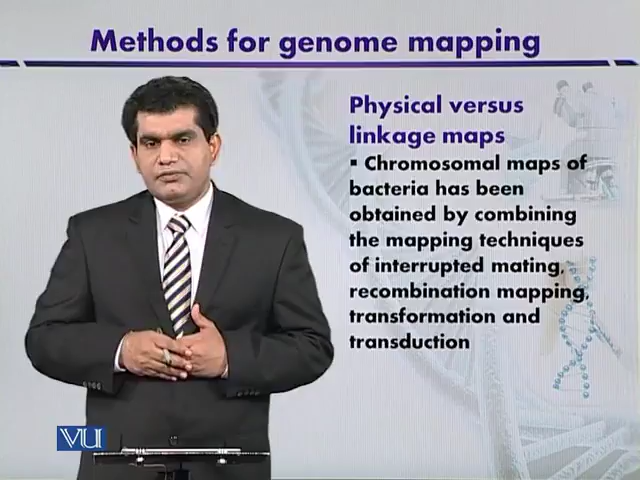 Methods for genome mapping
Physical versus
linkage maps
▪ Chromosomal maps of
bacteria has been
obtained by combining
the mapping techniques
of interrupted mating,
recombination mapping,
transformation and
transduction
VU